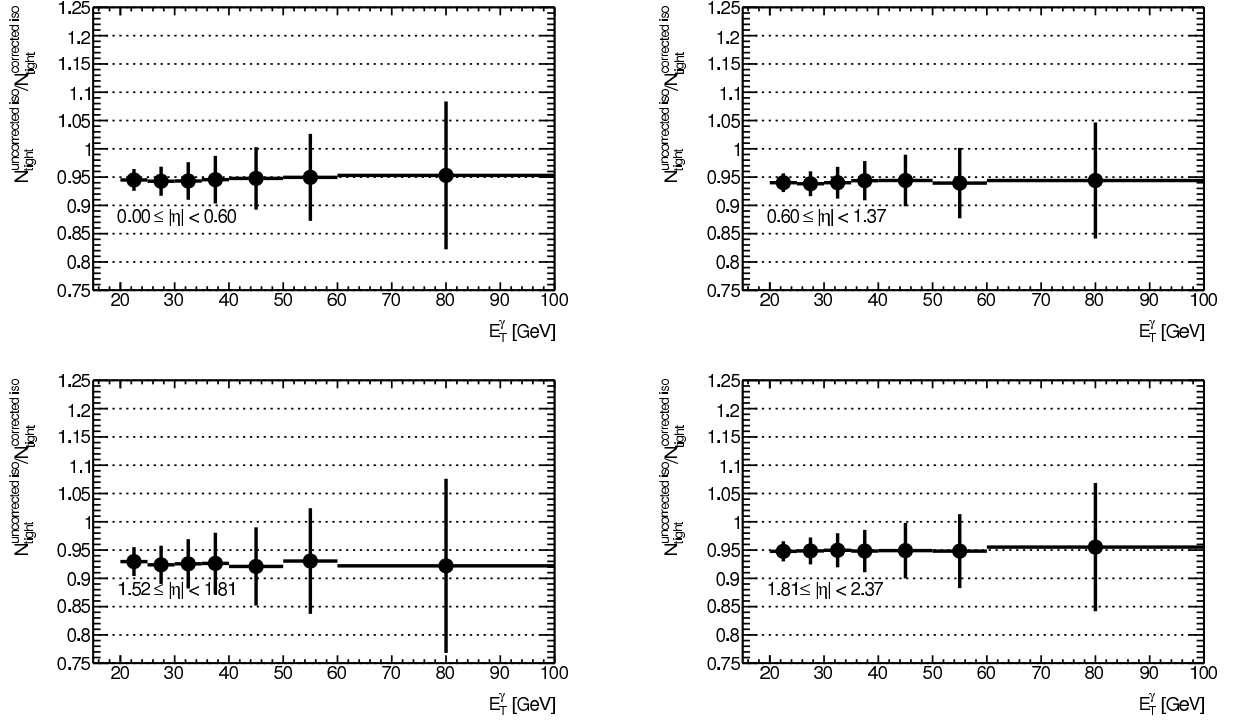 1.25
1.2
1.15
1.1
1.05
1
0.95
0.9
0.85
0.8
0.75
N_tight^uncorrected iso/N_tight^corrected iso
0.00 ≤ |η| < 0.60
20 30 40 50 60 70 80 90 100
E_T^γ [GeV]
1.25
1.2
1.15
1.1
1.05
1
0.95
0.9
0.85
0.8
0.75
N_tight^uncorrected iso/N_tight^corrected iso
0.60 ≤ |η| < 1.37
20 30 40 50 60 70 80 90 100
E_T^γ [GeV]
1.25
1.2
1.15
1.1
1.05
1
0.95
0.9
0.85
0.8
0.75
N_tight^uncorrected iso/N_tight^corrected iso
1.52 ≤ |η| < 1.81
20 30 40 50 60 70 80 90 100
E_T^γ [GeV]
1.25
1.2
1.15
1.1
1.05
1
0.95
0.9
0.85
0.8
0.75
N_tight^uncorrected iso/N_tight^corrected iso
1.81 ≤ |η| < 2.37
20 30 40 50 60 70 80 90 100
E_T^γ [GeV]